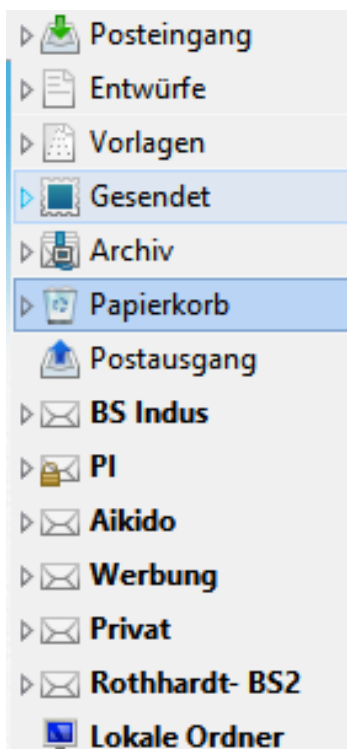 Posteingang
Entwürfe
Vorlagen
Gesendet
Archiv
Papierkorb
Postausgang
BS Indus
PI
Aikido
Werbung
Privat
Rothhardt- BS2
Lokale Ordner